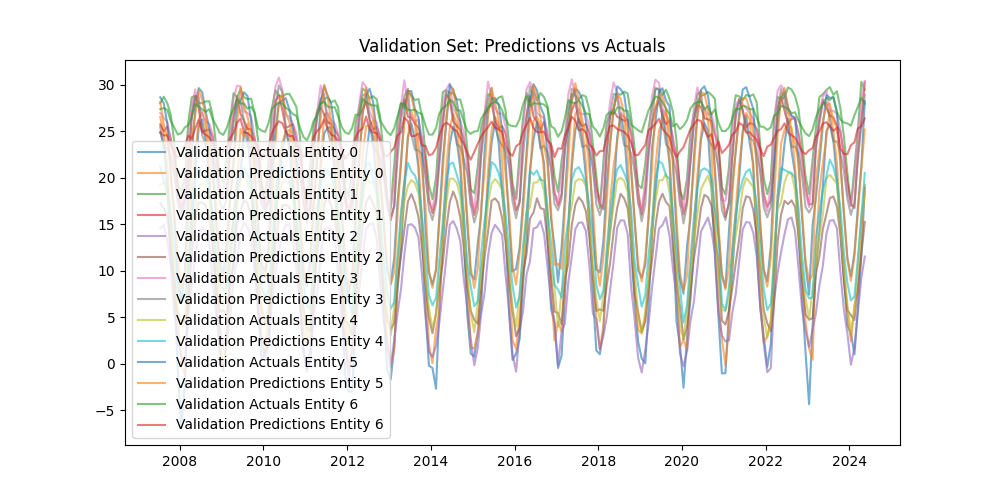 Validation Set: Predictions vs Actuals
30
25
20
15
10
5
0
−5
Validation Actuals Entity 0
Validation Predictions Entity 0
Validation Actuals Entity 1
Validation Predictions Entity 1
Validation Actuals Entity 2
Validation Predictions Entity 2
Validation Actuals Entity 3
Validation Predictions Entity 3
Validation Actuals Entity 4
Validation Predictions Entity 4
Validation Actuals Entity 5
Validation Predictions Entity 5
Validation Actuals Entity 6
Validation Predictions Entity 6
2008 2010 2012 2014 2016 2018 2020 2022 2024